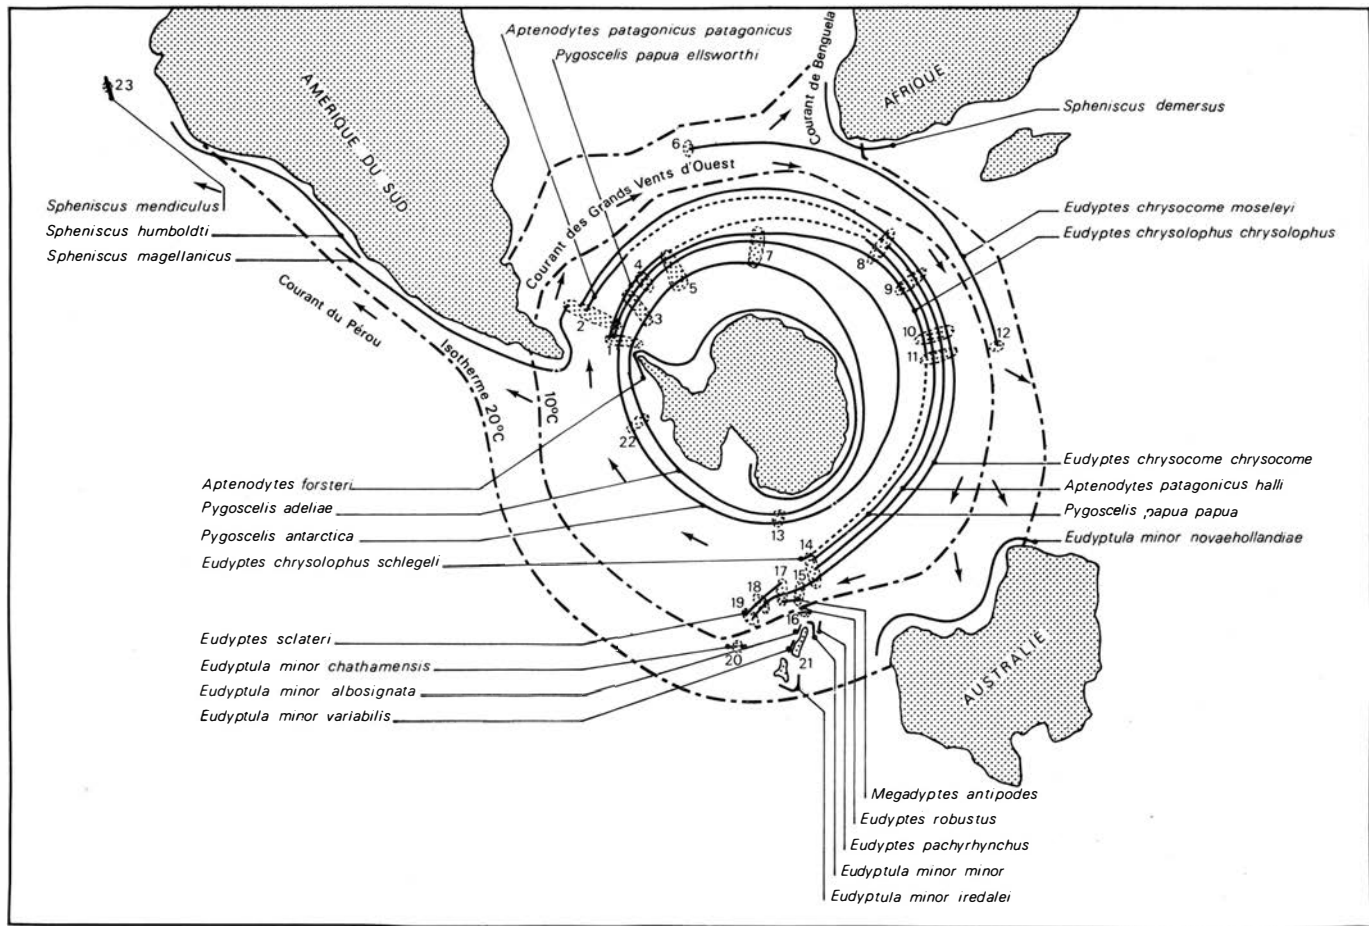 Aptenodytes patagonicus patagonicus
Pygoscelis papua ellsworthi
Courant de Benguela
AFRIQUE
23
AMERIQUE DU SUD
Spheniscus demersus
6
Courant des Grands Vents d'Ouest
Spheniscus mendiculus
Spheniscus humboldti
Spheniscus magellanicus
Eudyptes chrysocome moseleyi
Eudyptes chrysolophus chrysolophus
4
5
7
8
9
Courant du Pérou
2
3
1
10
11
12
Isotherme 20°C
10°C
22
Aptenodytes forsteri
Pygoscelis adeliae
Pygoscelis antarctica
Eudyptes chrysolophus schlegeli
Eudyptes chrysocome chrysocome
Aptenodytes patagonicus halli
Pygoscelis papua papua
Eudyptula minor novaehollandiae
13
14
17
15
18
19
16
20
21
Eudyptes sclateri
Eudyptula minor chathamensis
Eudyptula minor albosignata
Eudyptula minor variabilis
AUSTRALIE
Megadyptes antipodes
Eudyptes robustus
Eudyptes pachyrhynchus
Eudyptula minor minor
Eudyptula minor iredalei